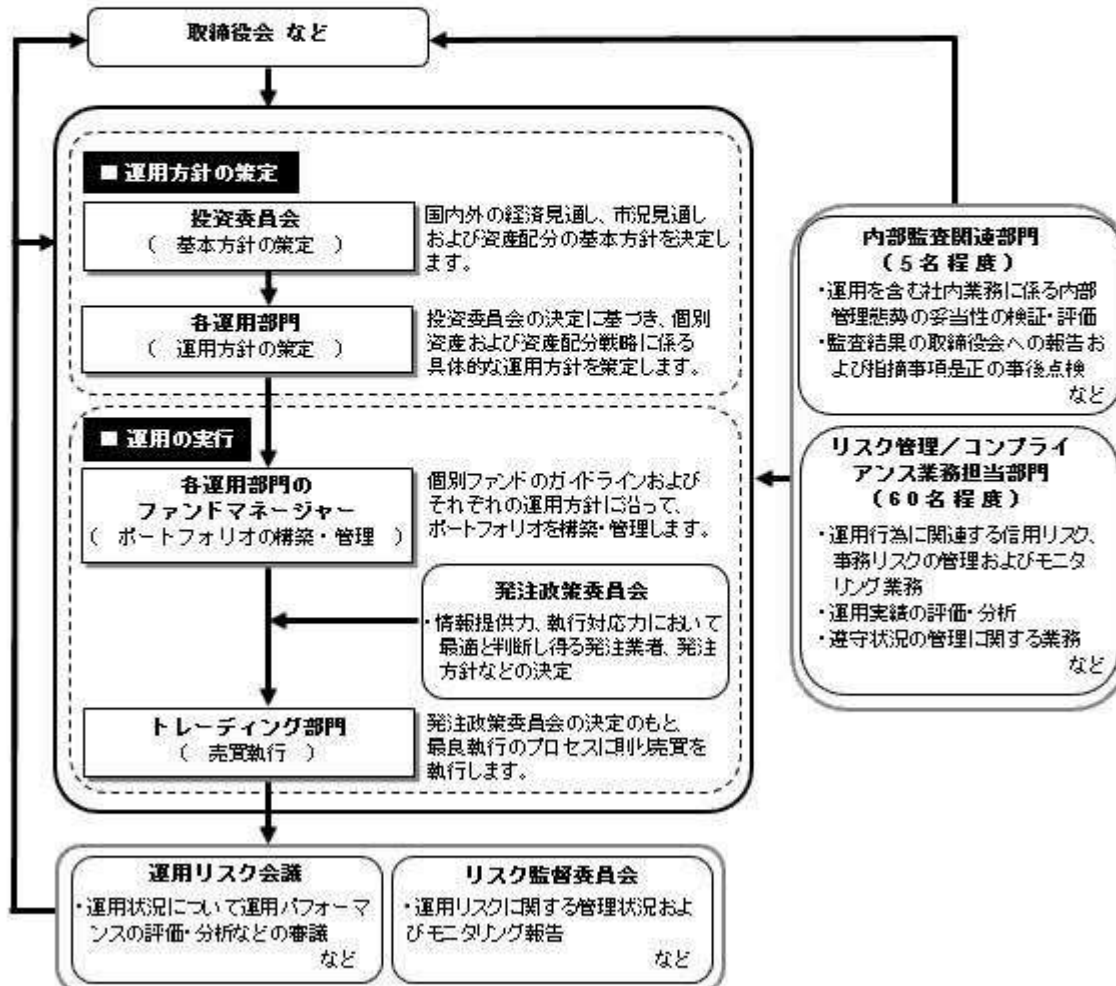 取締役会 など
■ 運用方針の策定
投資委員会
（ 基本方針の策定 ）
国内外の経済見通し、市況見通し
および資産配分の基本方針を決定し
ます。
各運用部門
（ 運用方針の策定 ）
投資委員会の決定に基づき、個別
資産および資産配分戦略に係る
具体的な運用方針を策定します。
■ 運用の実行
各運用部門の
ファンドマネージャー
（ ポートフォリオの構築・管理 ）
個別ファンドのガイドラインおよび
それぞれの運用方針に沿って、
ポートフォリオを構築・管理します。
発注政策委員会
・情報提供力、執行対応力において
最適と判断し得る発注業者、発注
方針などの決定
トレーディング部門
（ 売買執行 ）
発注政策委員会の決定のもと、
最良執行のプロセスに則り売買を
執行します。
内部監査関連部門
（5名程度）
・運用を含む社内業務に係る内部
管理態勢の妥当性の検証・評価
・監査結果の取締役会への報告お
よび指摘事項是正の事後点検
など
リスク管理／コンプライ
アンス業務担当部門
（60名程度）
・運用行為に関連する信用リスク、
事務リスクの管理およびモニタ
リング業務
・運用実績の評価・分析
・遵守状況の管理に関する業務
など
運用リスク会議
・運用状況について運用パフォーマ
ンスの評価・分析などの審議
など
リスク監督委員会
・運用リスクに関する管理状況およ
びモニタリング報告
など